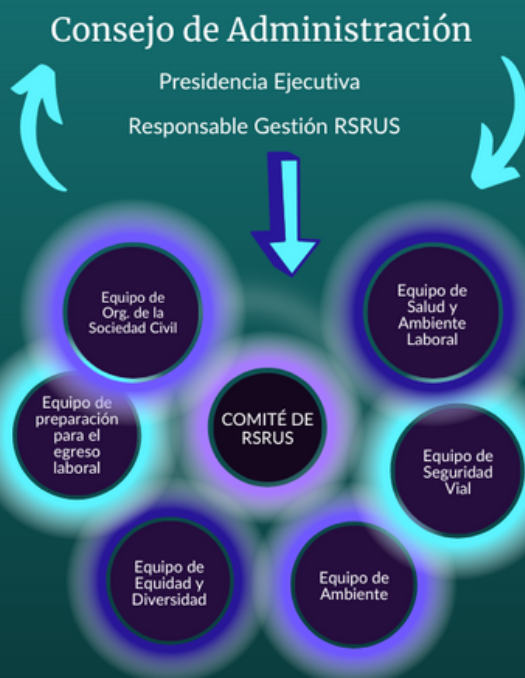 Consejo de Administración
Presidencia Ejecutiva
Responsable Gestión RSRUS
Equipo de
Org. de la
Sociedad Civil
Equipo de
Salud y
Ambiente
Laboral
Equipo de
preparación
para el
egreso
laboral
COMITÉ DE
RSRUS
Equipo de
Seguridad
Vial
Equipo de
Equidad y
Diversidad
Equipo de
Ambiente